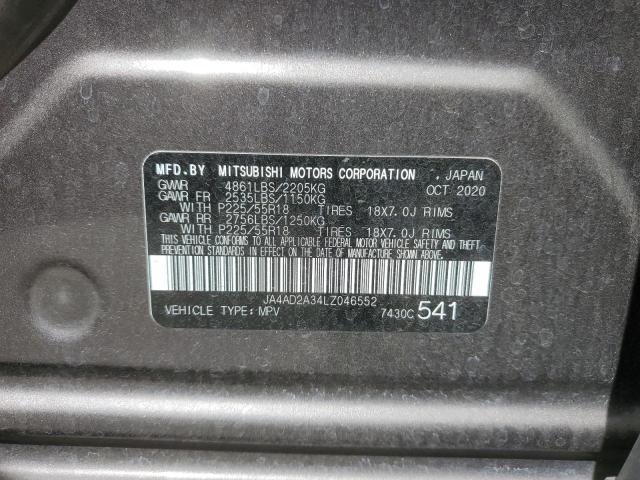 MFD.BY MITSUBISHI MOTORS CORPORATION , JAPAN
GVWR 4861LBS/2205KG OCT 2020
GAWR FR 2535LBS/1150KG
WITH P225/55R18 TIRES 18X7.0J RIMS
GAWR RR 2756LBS/1250KG
WITH P225/55R18 TIRES 18X7.0J RIMS
THIS VEHICLE CONFORMS TO ALL APPLICABLE FEDERAL MOTOR VEHICLE SAFETY AND THEFT
PREVENTION STANDARDS IN EFFECT ON THE DATE OF MANUFACTURE SHOWN ABOVE.
JA4AD2A34LZ046552
VEHICLE TYPE:MPV 7430C 541